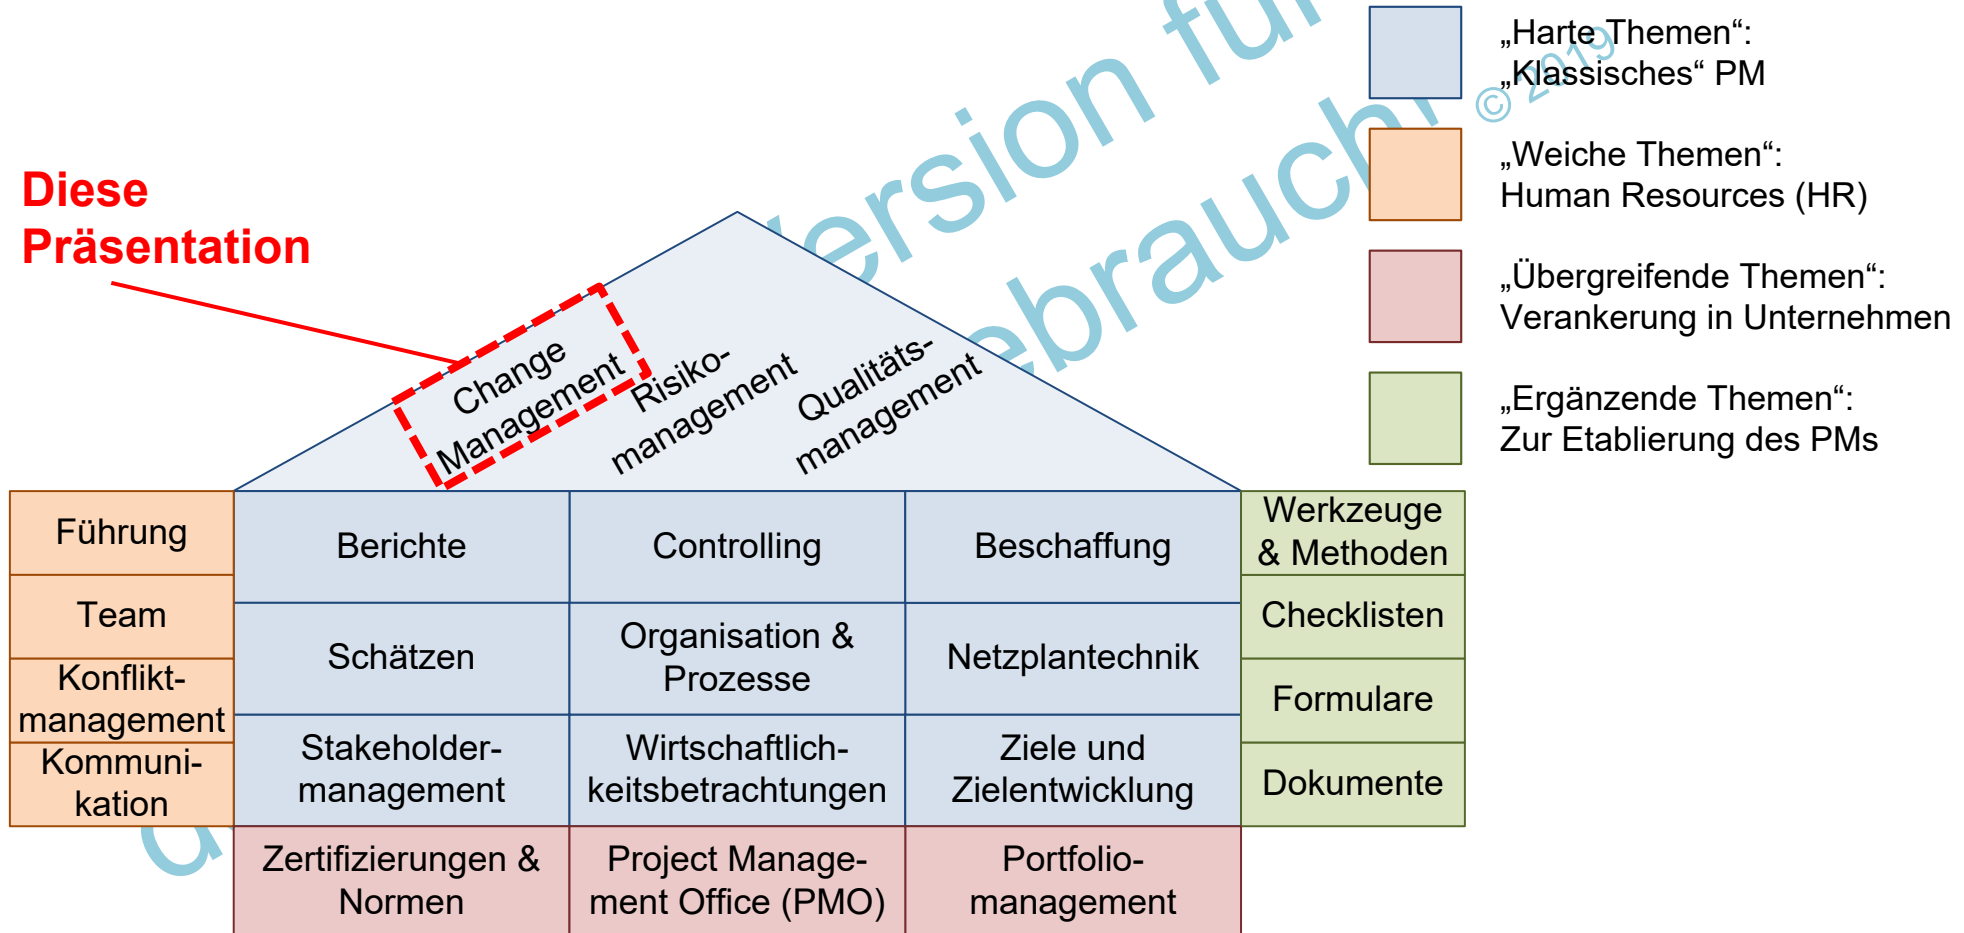 „Harte Themen“:
„Klassisches“ PM
„Weiche Themen“:
Human Resources (HR)
„Übergreifende Themen“:
Verankerung in Unternehmen
„Ergänzende Themen“:
Zur Etablierung des PMs
Diese
Präsentation
Change
Management
Risiko-
management
Qualitäts-
management
Führung
Team
Konflikt-
management
Kommuni-
kation
Berichte
Controlling
Beschaffung
Schätzen
Organisation &
Prozesse
Netzplantechnik
Stakeholder-
management
Wirtschaftlich-
keitsbetrachtungen
Ziele und
Zielentwicklung
Zertifizierungen &
Normen
Project Manage-
ment Office (PMO)
Portfolio-
management
Werkzeuge
& Methoden
Checklisten
Formulare
Dokumente
© 2019